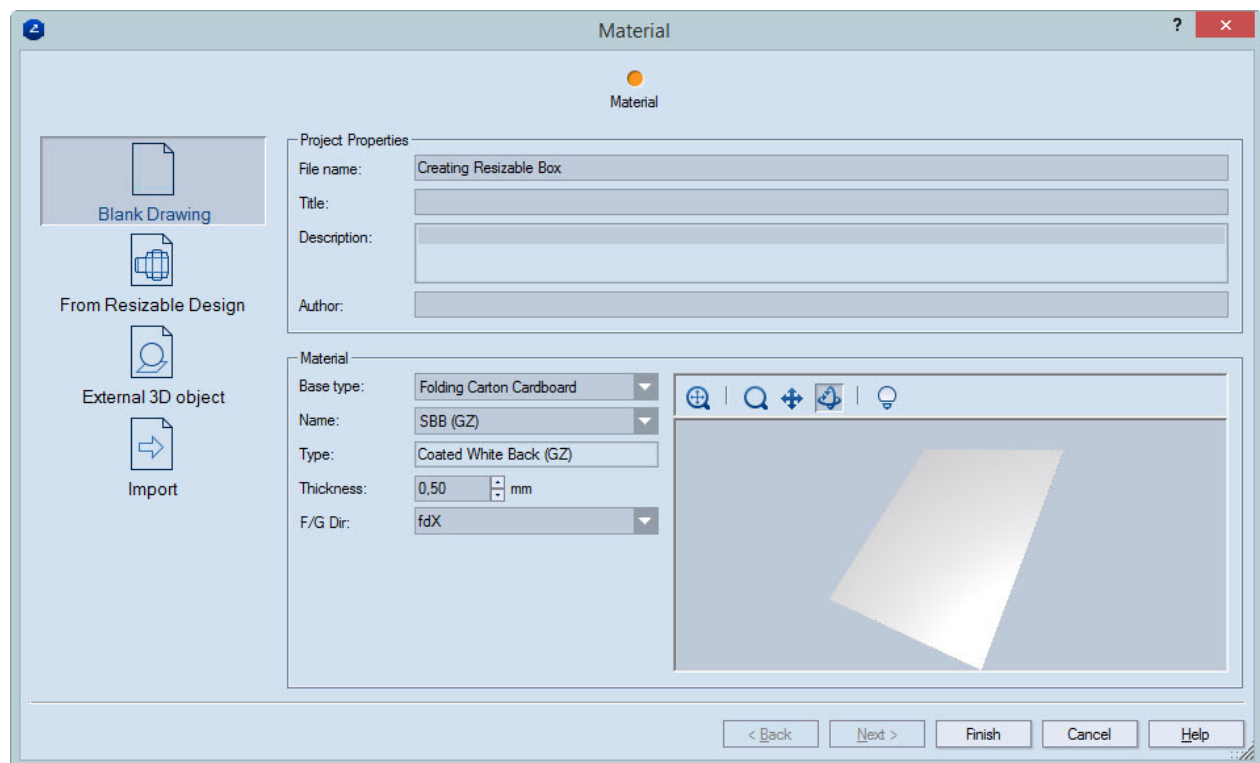 Material
?
Material
Blank Drawing
From Resizable Design
External 3D object
Import
Project Properties
File name: Creating Resizable Box
Title:
Description:
Author:
Material
Base type: Folding Carton Cardboard
Name: SBB (GZ)
Type: Coated White Back (GZ)
Thickness: 0,50 mm
F/G Dir: fdX
< Back Next > Finish Cancel Help